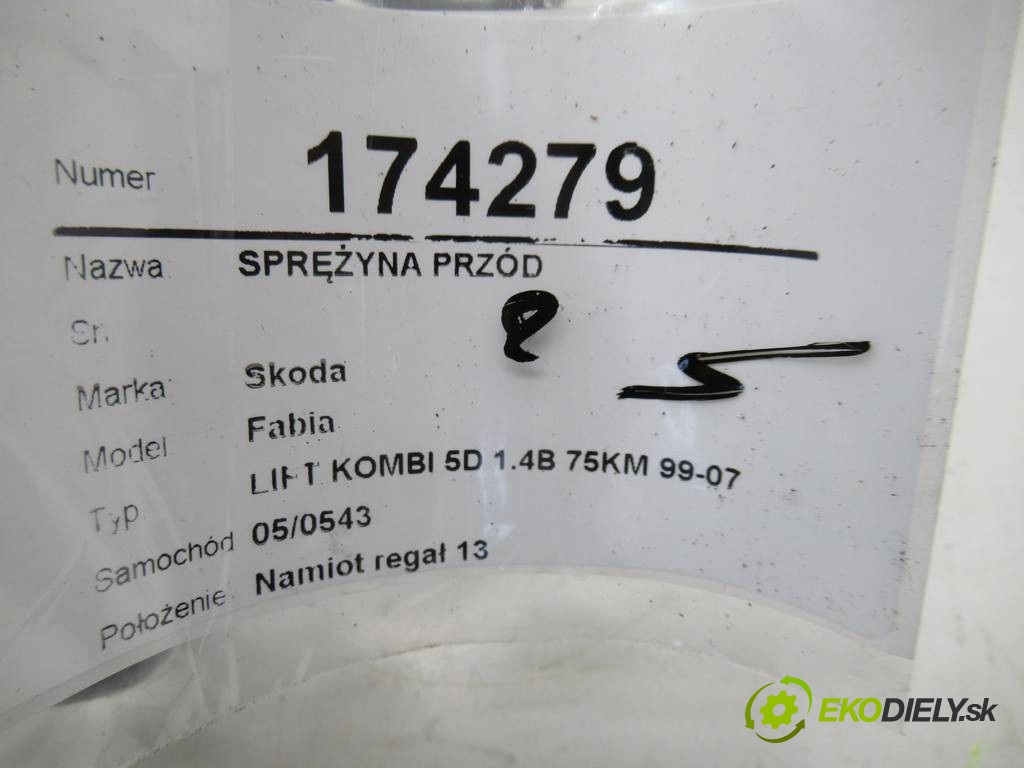 Numer 174279
Nazwa: SPRĘŻYNA PRZÓD
Sn.
Marka: Skoda
Model Fabia
Typ LIFT KOMBI 5D 1.4B 75KM 99-07
Samochód 05/0543
Położenie: Namiot regał 13
EKODIELY.sk